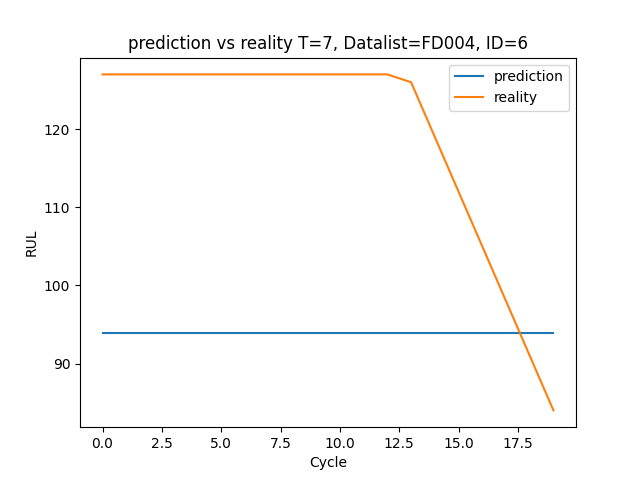 prediction vs reality T=7, Datalist=FD004, ID=6
prediction
reality
120
110
100
90
RUL
0.0 2.5 5.0 7.5 10.0 12.5 15.0 17.5
Cycle